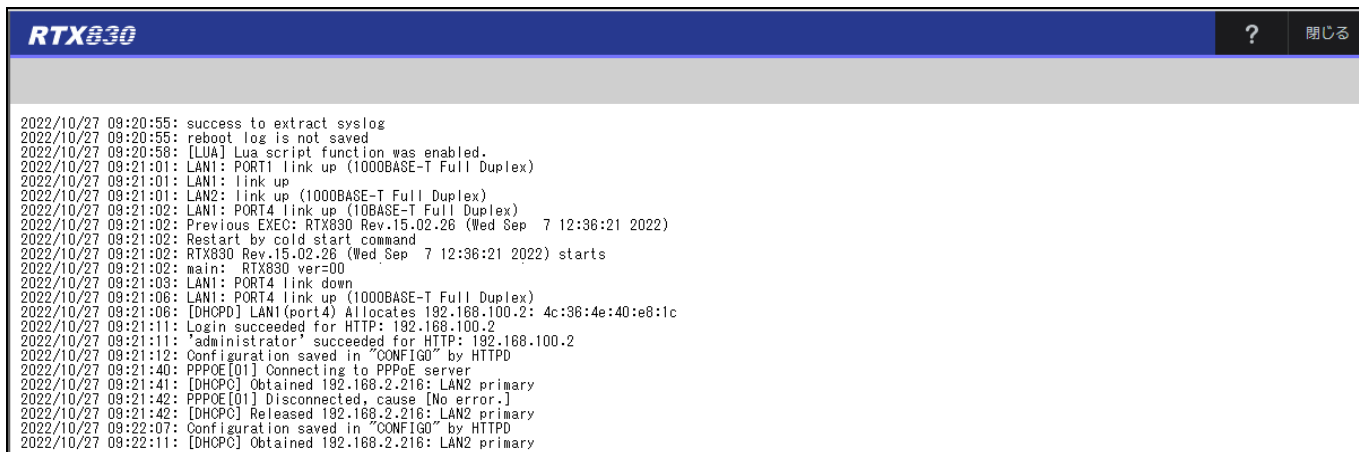 RTX830
? 閉じる
2022/10/27 09:20:55: success to extract syslog
2022/10/27 09:20:55: reboot log is not saved
2022/10/27 09:20:58: [LUA] Lua script function was enabled.
2022/10/27 09:21:01: LAN1: PORT1 link up (1000BASE-T Full Duplex)
2022/10/27 09:21:01: LAN1: link up
2022/10/27 09:21:01: LAN2: link up (1000BASE-T Full Duplex)
2022/10/27 09:21:02: LAN1: PORT4 link up (10BASE-T Full Duplex)
2022/10/27 09:21:02: Previous EXEC: RTX830 Rev.15.02.26 (Wed Sep  7 12:36:21 2022)
2022/10/27 09:21:02: Restart by cold start command
2022/10/27 09:21:02: RTX830 Rev.15.02.26 (Wed Sep  7 12:36:21 2022) starts
2022/10/27 09:21:02: main:  RTX830 ver=00
2022/10/27 09:21:03: LAN1: PORT4 link down
2022/10/27 09:21:06: LAN1: PORT4 link up (1000BASE-T Full Duplex)
2022/10/27 09:21:06: [DHCPD] LAN1(port4) Allocates 192.168.100.2: 4c:36:4e:40:e8:1c
2022/10/27 09:21:11: Login succeeded for HTTP: 192.168.100.2
2022/10/27 09:21:11: 'administrator' succeeded for HTTP: 192.168.100.2
2022/10/27 09:21:12: Configuration saved in "CONFIG0" by HTTPD
2022/10/27 09:21:40: PPPOE[01] Connecting to PPPoE server
2022/10/27 09:21:41: [DHCPC] Obtained 192.168.2.216: LAN2 primary
2022/10/27 09:21:42: PPPOE[01] Disconnected, cause [No error.]
2022/10/27 09:21:42: [DHCPC] Released 192.168.2.216: LAN2 primary
2022/10/27 09:22:07: Configuration saved in "CONFIG0" by HTTPD
2022/10/27 09:22:11: [DHCPC] Obtained 192.168.2.216: LAN2 primary